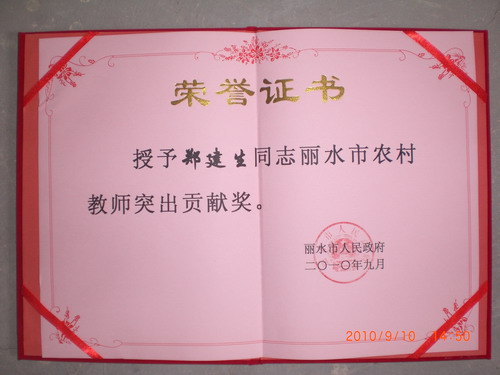 荣誉证书
授予郑建生同志丽水市农村
教师突出贡献奖。
丽水市人民政府
二〇一〇年九月
2010/9/10 14:50